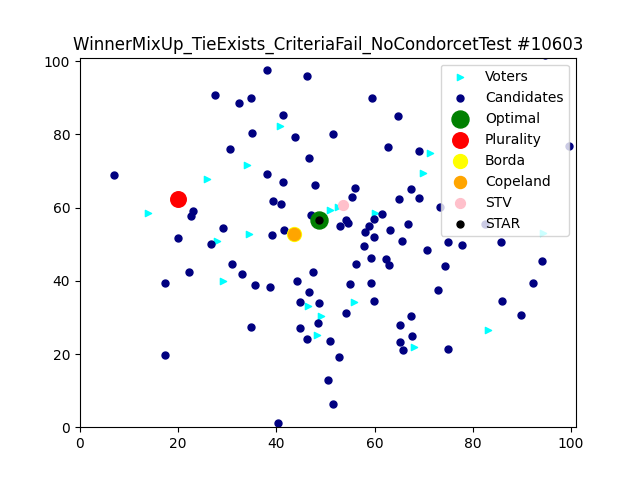 WinnerMixUp_TieExists_CriteriaFail_NoCondorcetTest #10603
100
80
60
40
20
0
0 20 40 60 80 100
Voters
Candidates
Optimal
Plurality
Borda
Copeland
STV
STAR